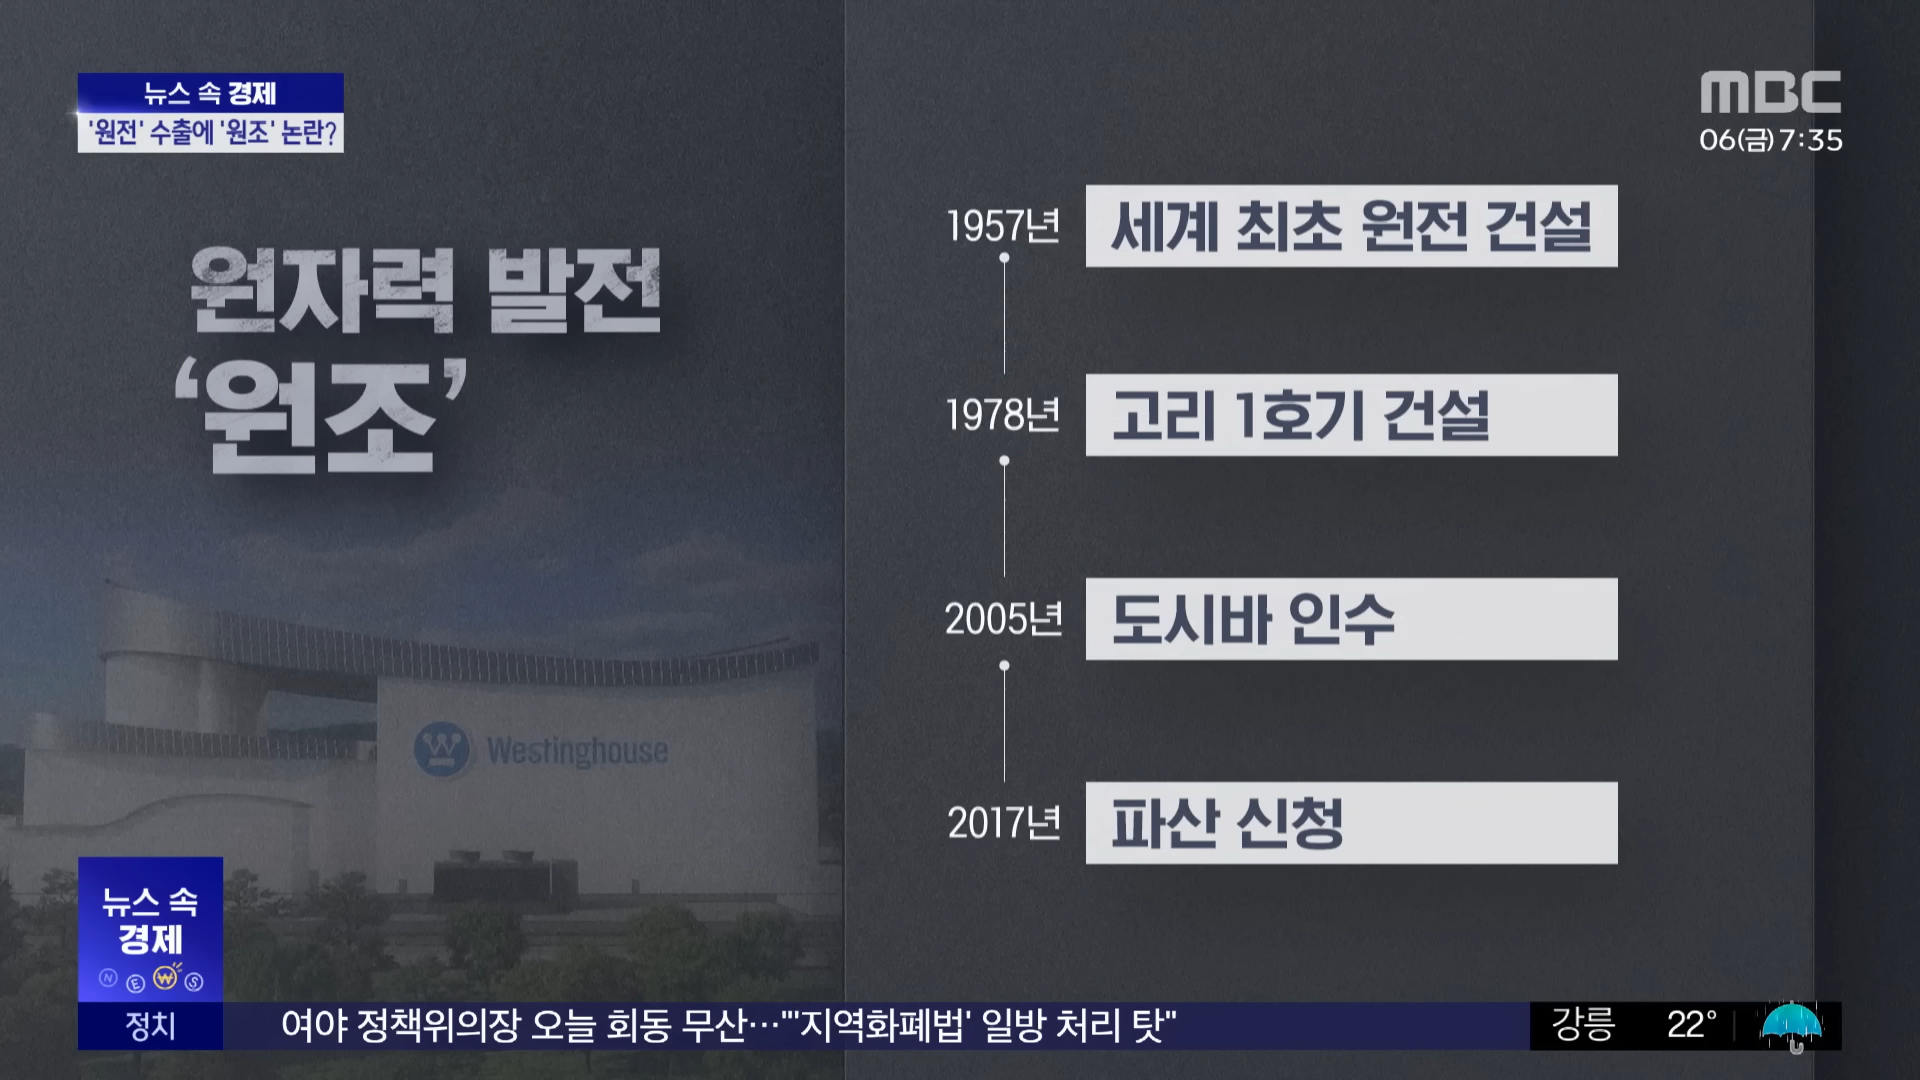 뉴스 속 경제
'원전' 수출에 '원조' 논란?
MBC
06(금) 7:35
원자력 발전
‘원조’
1957년 세계 최초 원전 건설
1978년 고리 1호기 건설
2005년 도시바 인수
2017년 파산 신청
Westinghouse
뉴스 속
경제
NEWS
정치 여야 정책위의장 오늘 회동 무산…"'지역화폐법' 일방 처리 탓"
강릉 22°